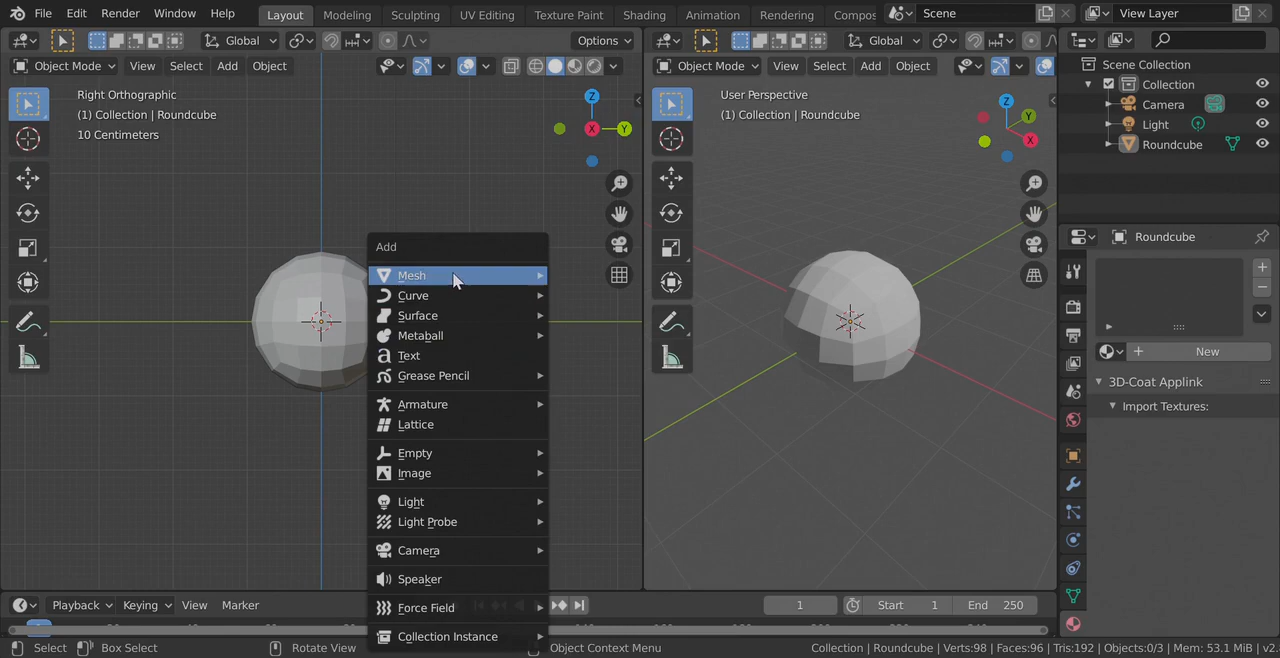 File Edit Render Window Help Layout Modeling Sculpting UV Editing Texture Paint Shading Animation Rendering Compos Scene View Layer
Global Options Global
Object Mode View Select Add Object Object Mode View Select Add Object
Right Orthographic
(1) Collection | Roundcube
10 Centimeters
Z
X
Y
Add
Mesh
Curve
Surface
Metaball
Text
Grease Pencil
Armature
Lattice
Empty
Image
Light
Light Probe
Camera
Speaker
Force Field
Collection Instance
User Perspective
(1) Collection | Roundcube
Z
Y
X
Scene Collection
Collection
Camera
Light
Roundcube
Roundcube
New
3D-Coat Applink
Import Textures:
Playback Keying View Marker 1 Start 1 End 250
Select Box Select Rotate View Object Context Menu Collection | Roundcube | Verts:98 | Faces:96 | Tris:192 | Objects:0/3 | Mem: 53.1 MiB | v2.